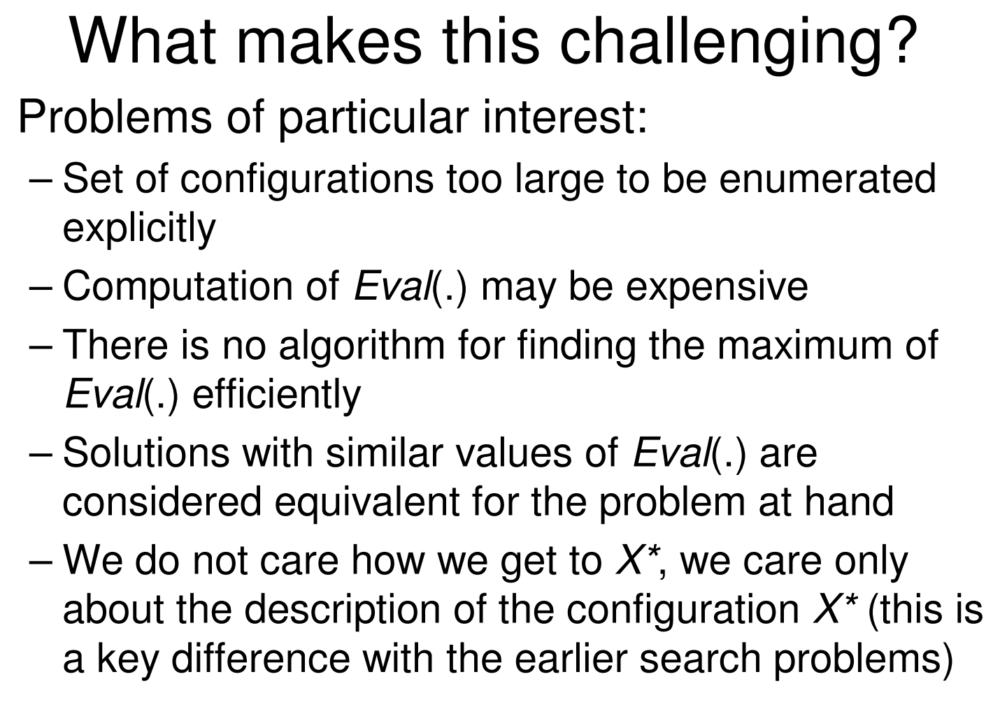 What makes this challenging?
Problems of particular interest:
– Set of configurations too large to be enumerated
explicitly
– Computation of Eval(.) may be expensive
– There is no algorithm for finding the maximum of
Eval(.) efficiently
– Solutions with similar values of Eval(.) are
considered equivalent for the problem at hand
– We do not care how we get to X*, we care only
about the description of the configuration X* (this is
a key difference with the earlier search problems)